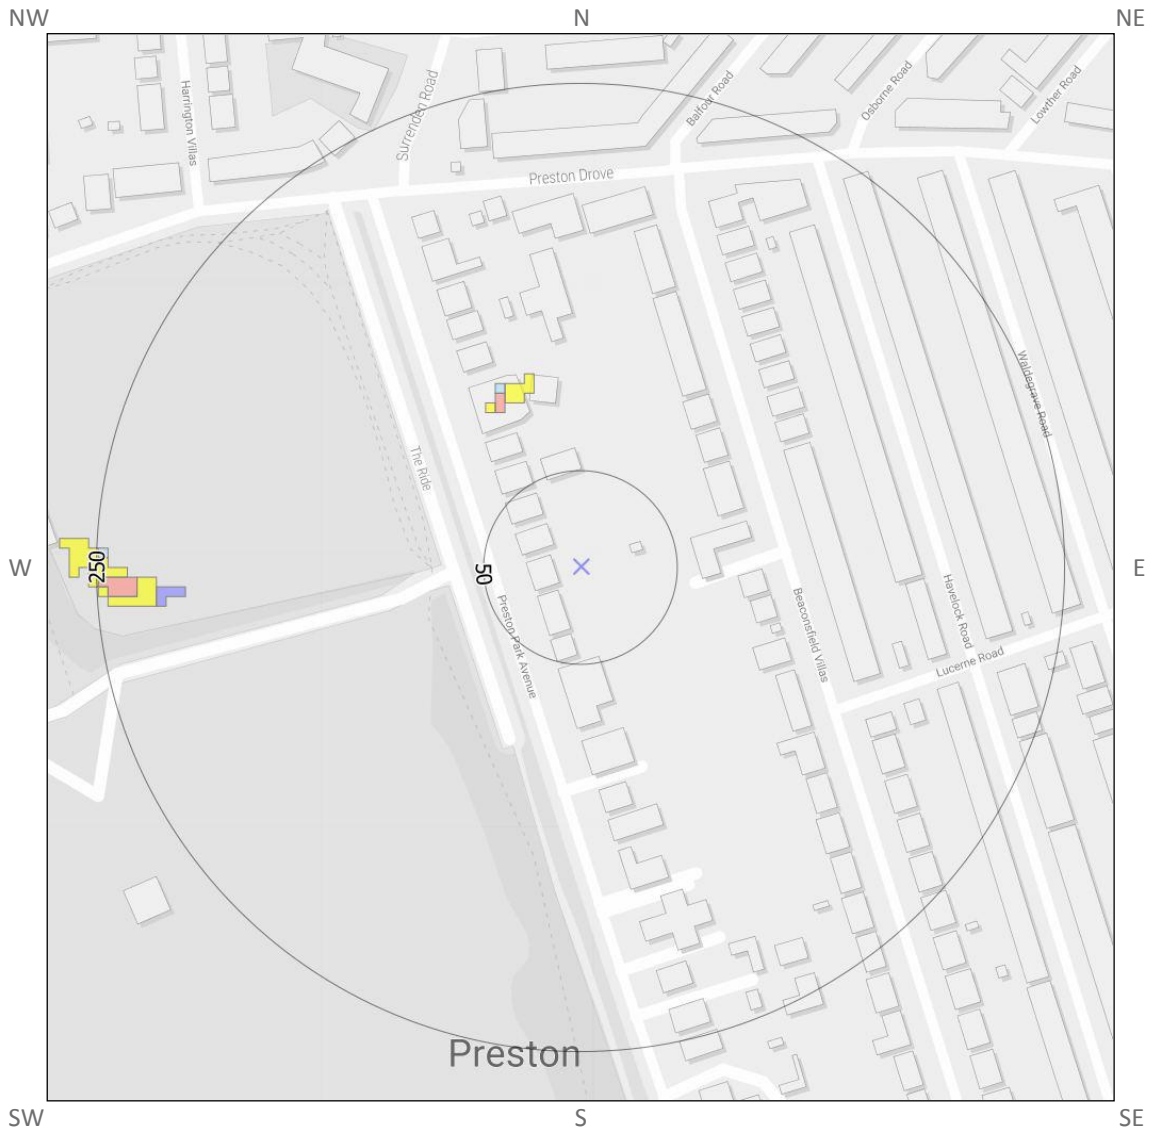 NW
N
NE
Harrington Villas
Surrenden Road
Balfour Road
Osborne Road
Lowther Road
Preston Drove
Waldegrave Road
The Ride
W
250
50
E
Preston Park Avenue
Beaconsfield Villas
Havelock Road
Lucerne Road
Preston
SW
S
SE